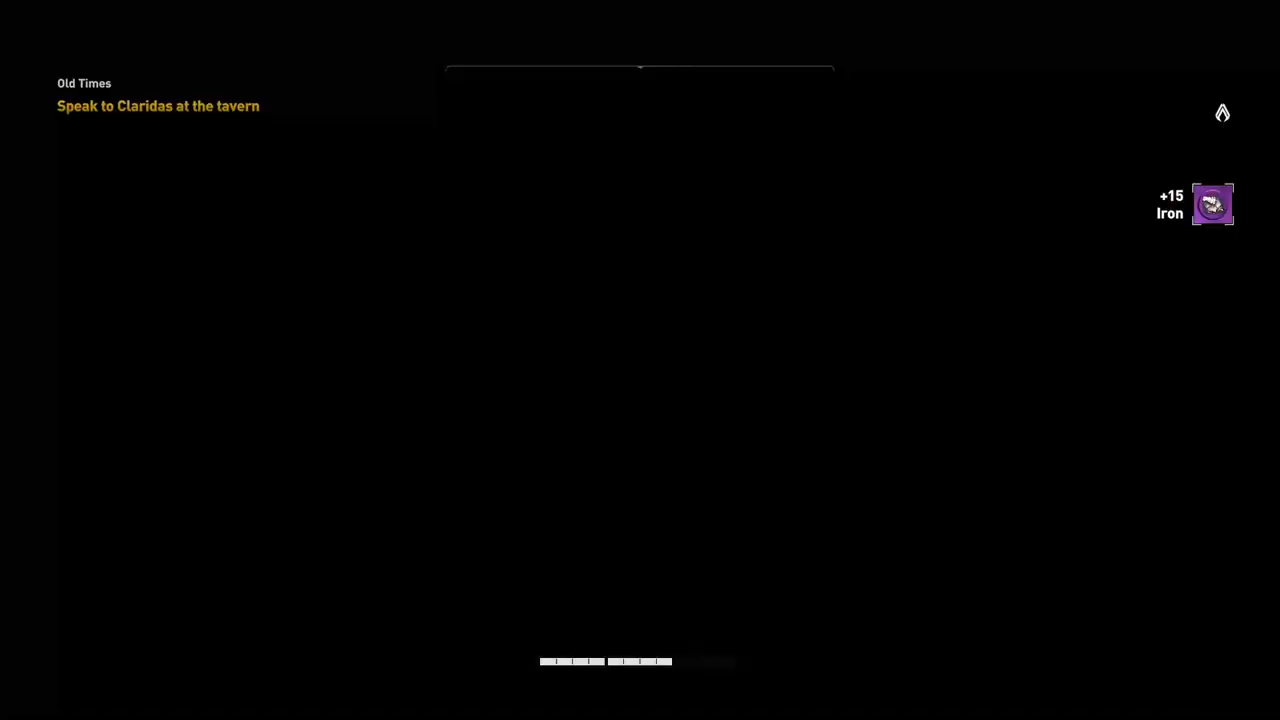 Old Times
Speak to Claridas at the tavern
+15
Iron